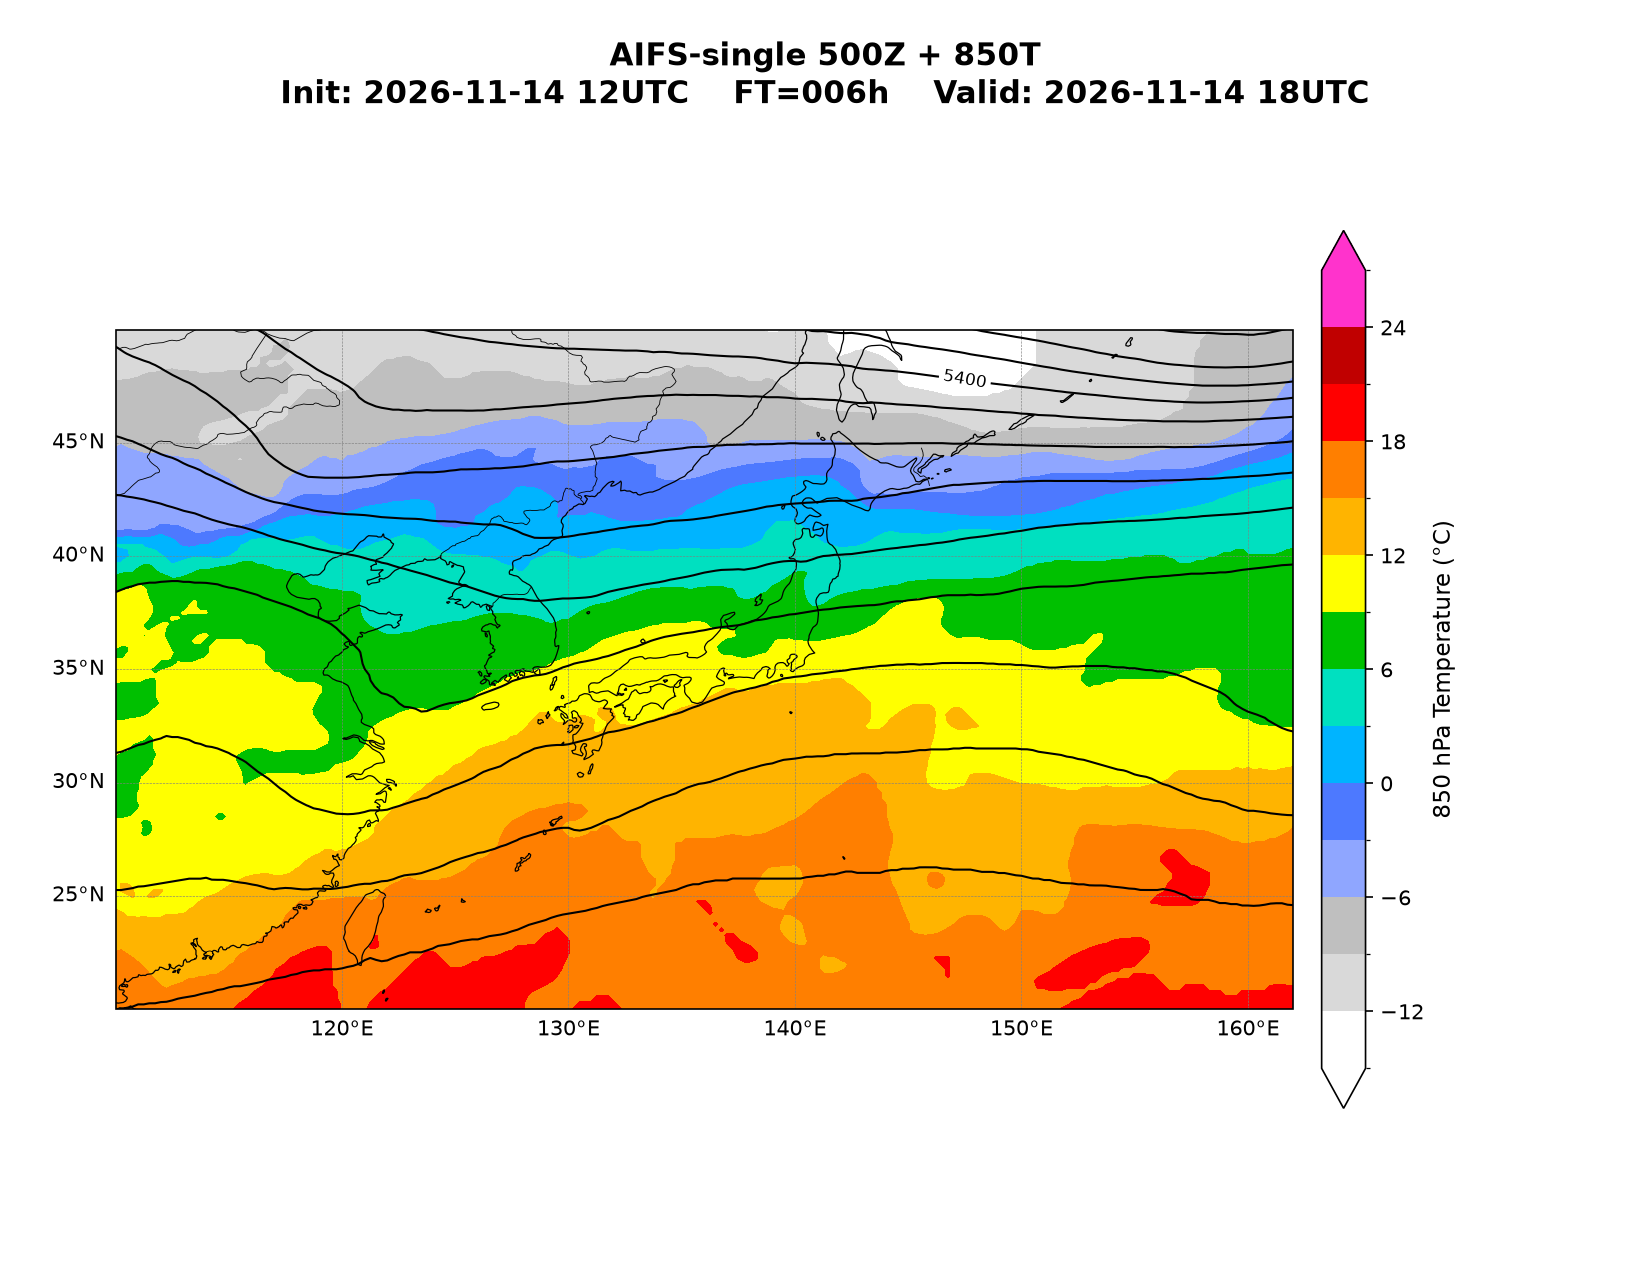 AIFS-single 500Z + 850T
Init: 2026-11-14 12UTC    FT=006h    Valid: 2026-11-14 18UTC
5400
45°N
40°N
35°N
30°N
25°N
120°E
130°E
140°E
150°E
160°E
24
18
12
6
0
−6
−12
850 hPa Temperature (°C)